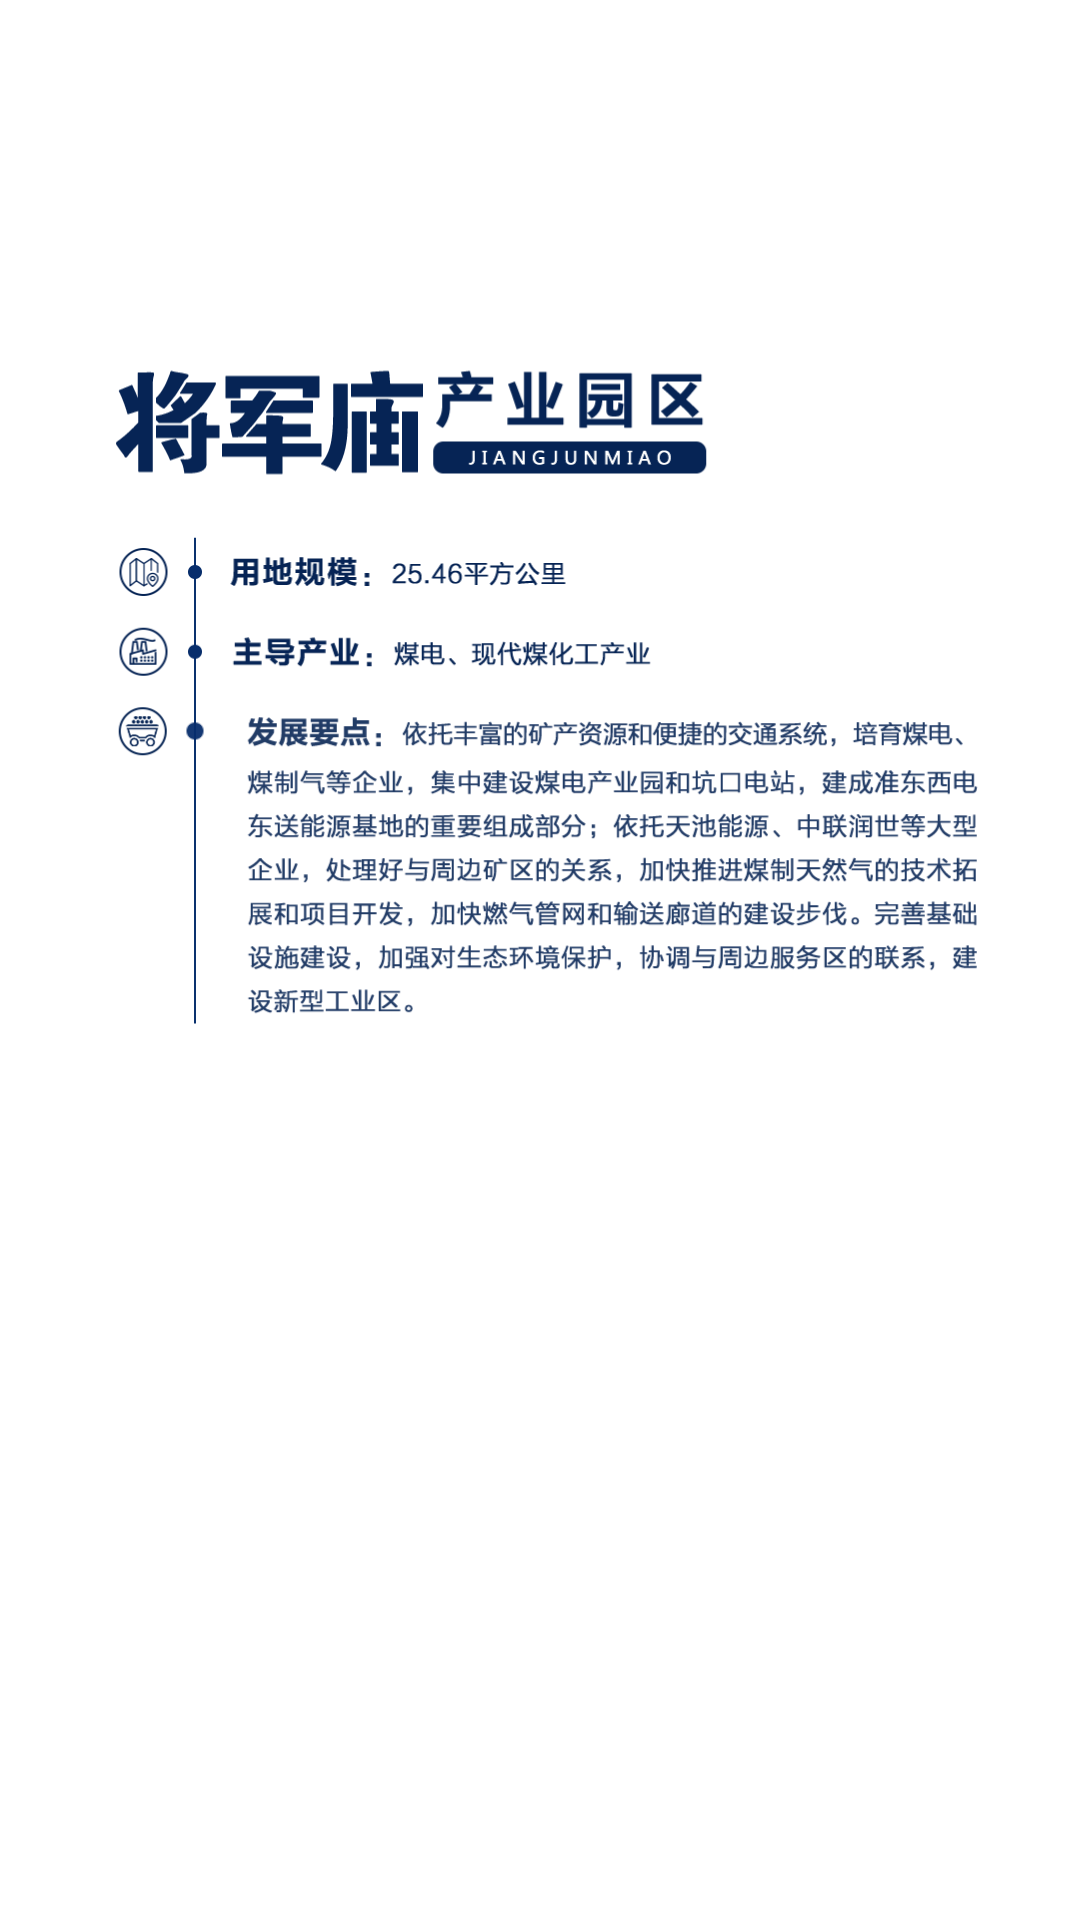 将军庙产业园区
JIANGJUNMIAO
用地规模：25.46平方公里
主导产业：煤电、现代煤化工产业
发展要点：依托丰富的矿产资源和便捷的交通系统，培育煤电、
煤制气等企业，集中建设煤电产业园和坑口电站，建成准东西电
东送能源基地的重要组成部分；依托天池能源、中联润世等大型
企业，处理好与周边矿区的关系，加快推进煤制天然气的技术拓
展和项目开发，加快燃气管网和输送廊道的建设步伐。完善基础
设施建设，加强对生态环境保护，协调与周边服务区的联系，建
设新型工业区。